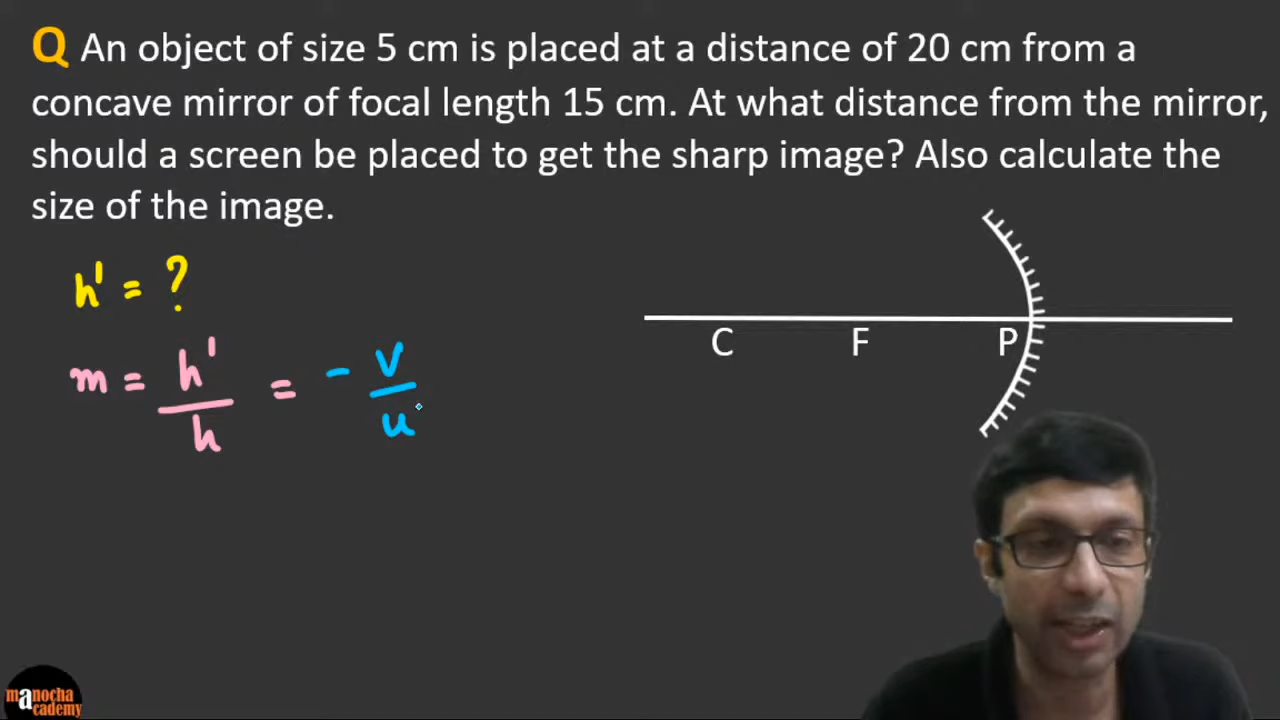 Q An object of size 5 cm is placed at a distance of 20 cm from a
concave mirror of focal length 15 cm. At what distance from the mirror,
should a screen be placed to get the sharp image? Also calculate the
size of the image.
h' = ?
m = h'/h = - v/u
C F P
manocha
academy